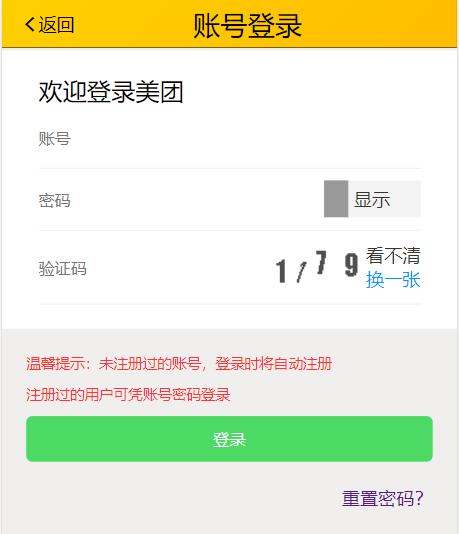 返回
账号登录
欢迎登录美团
账号
密码
显示
验证码
1 / 7 9
看不清
换一张
温馨提示：未注册过的账号，登录时将自动注册
注册过的用户可凭账号密码登录
登录
重置密码？